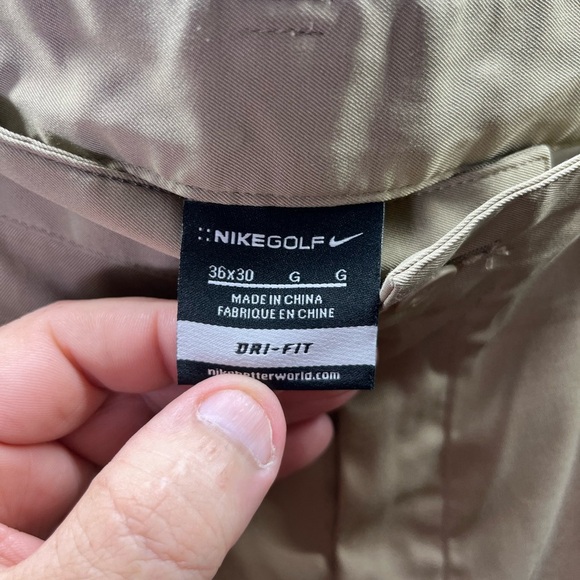 NIKEGOLF
36x30 G G
MADE IN CHINA
FABRIQUE EN CHINE
DRI-FIT
nikebetterworld.com